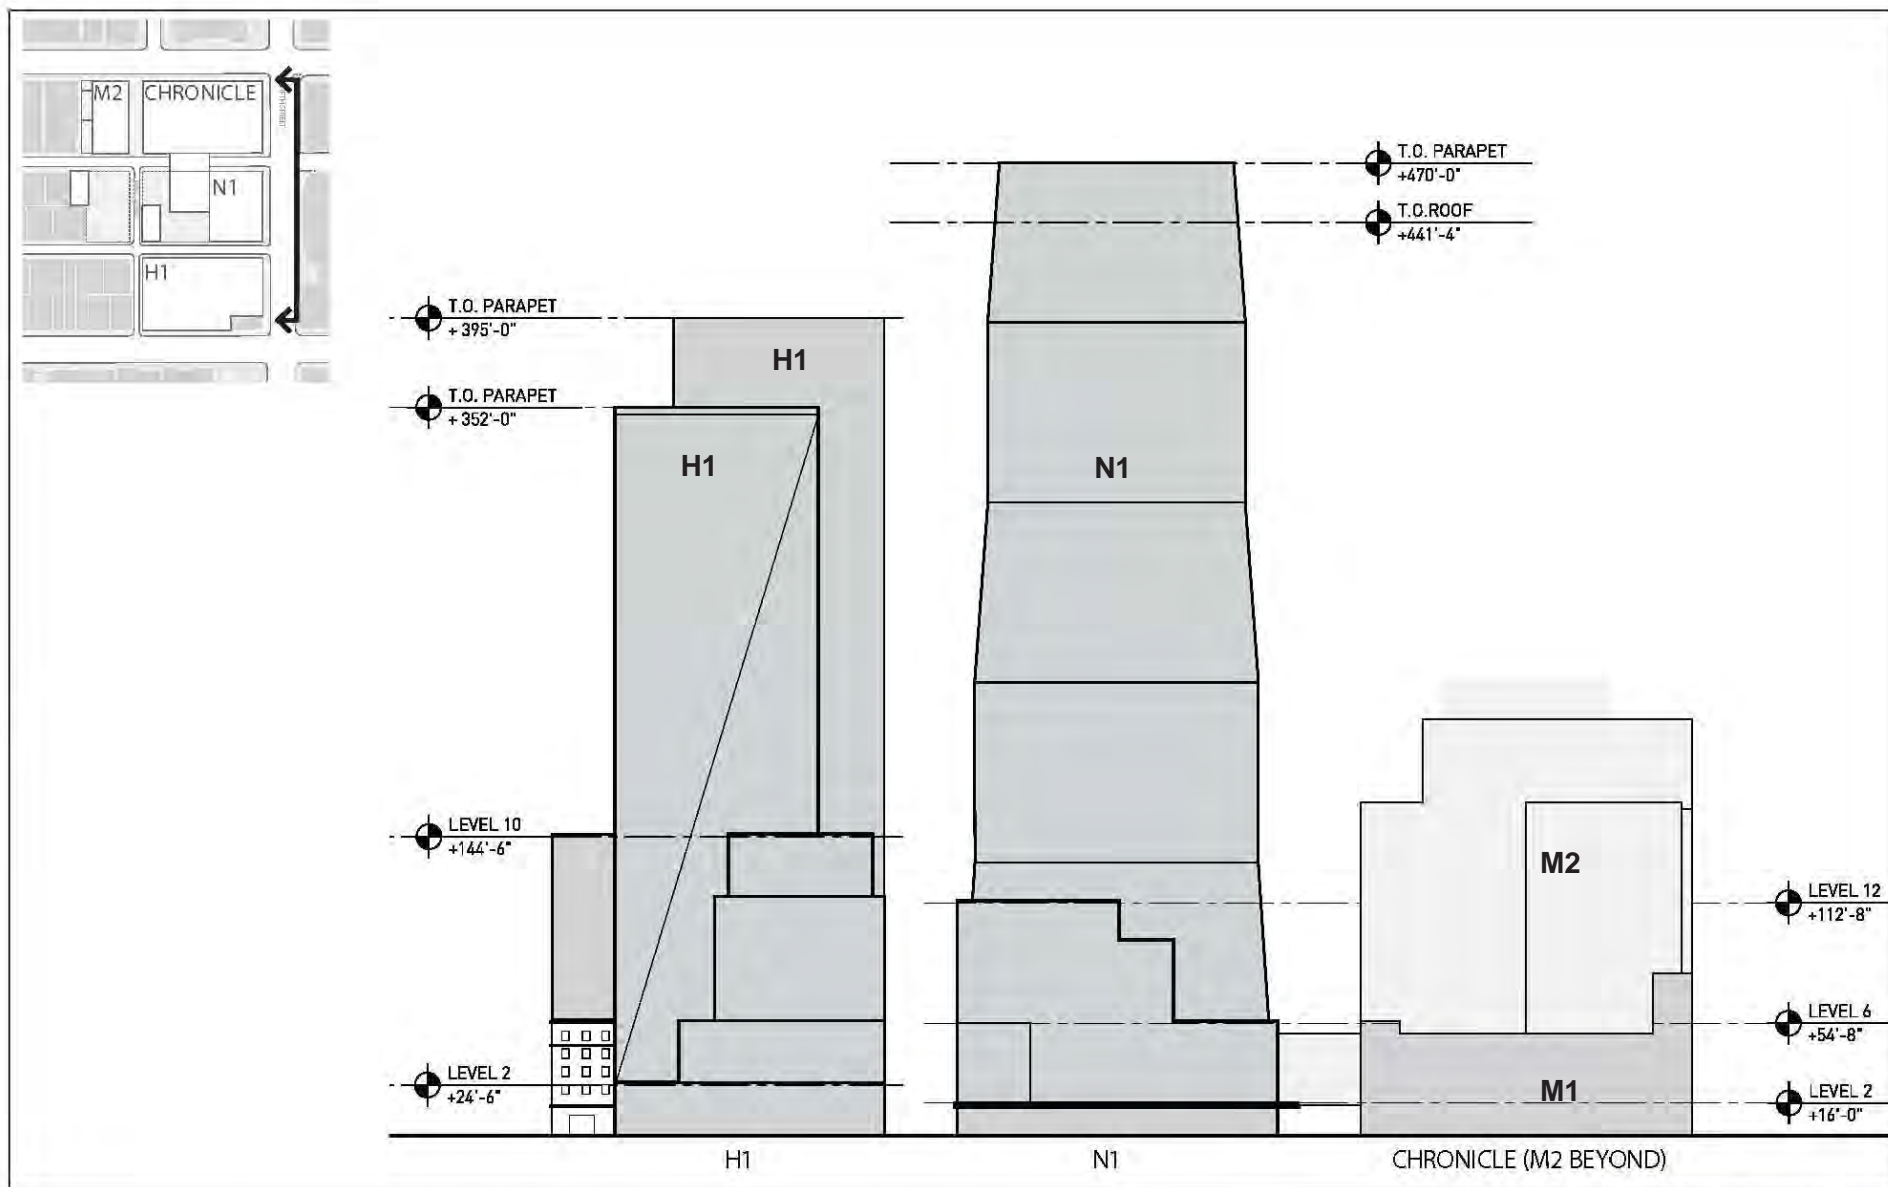 M2 CHRONICLE
N1
H1
T.O. PARAPET
+470'-0"
T.O.ROOF
+441'-4"
T.O. PARAPET
+395'-0"
T.O. PARAPET
+352'-0"
H1
H1
N1
LEVEL 10
+144'-6"
M2
LEVEL 12
+112'-8"
LEVEL 6
+54'-8"
LEVEL 2
+24'-6"
M1
LEVEL 2
+16'-0"
H1
N1
CHRONICLE (M2 BEYOND)